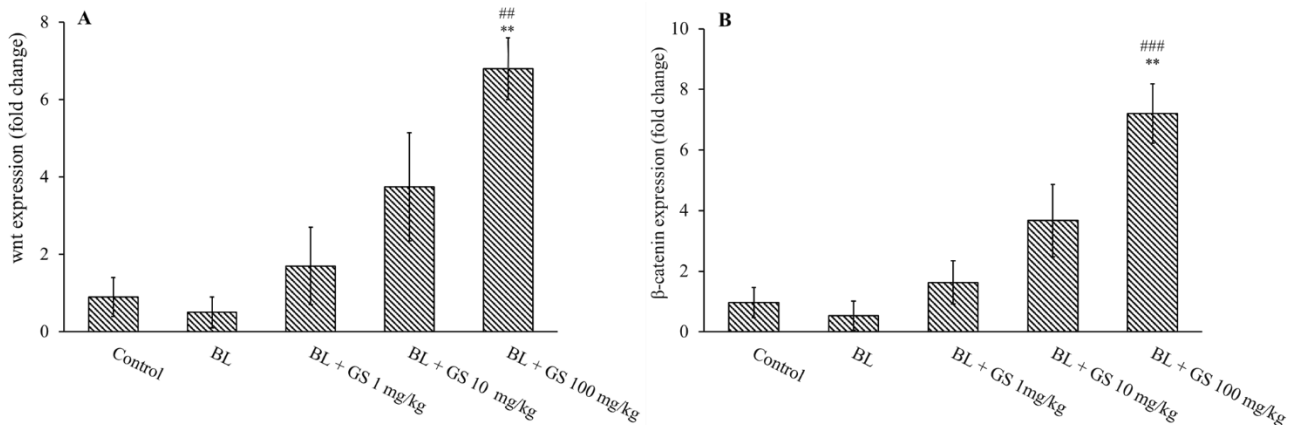 A
wnt expression (fold change)
8
6
4
2
0
##
**
Control
BL
BL + GS 1 mg/kg
BL + GS 10 mg/kg
BL + GS 100 mg/kg
B
β-catenin expression (fold change)
10
8
6
4
2
0
###
**
Control
BL
BL + GS 1mg/kg
BL + GS 10 mg/kg
BL + GS 100 mg/kg